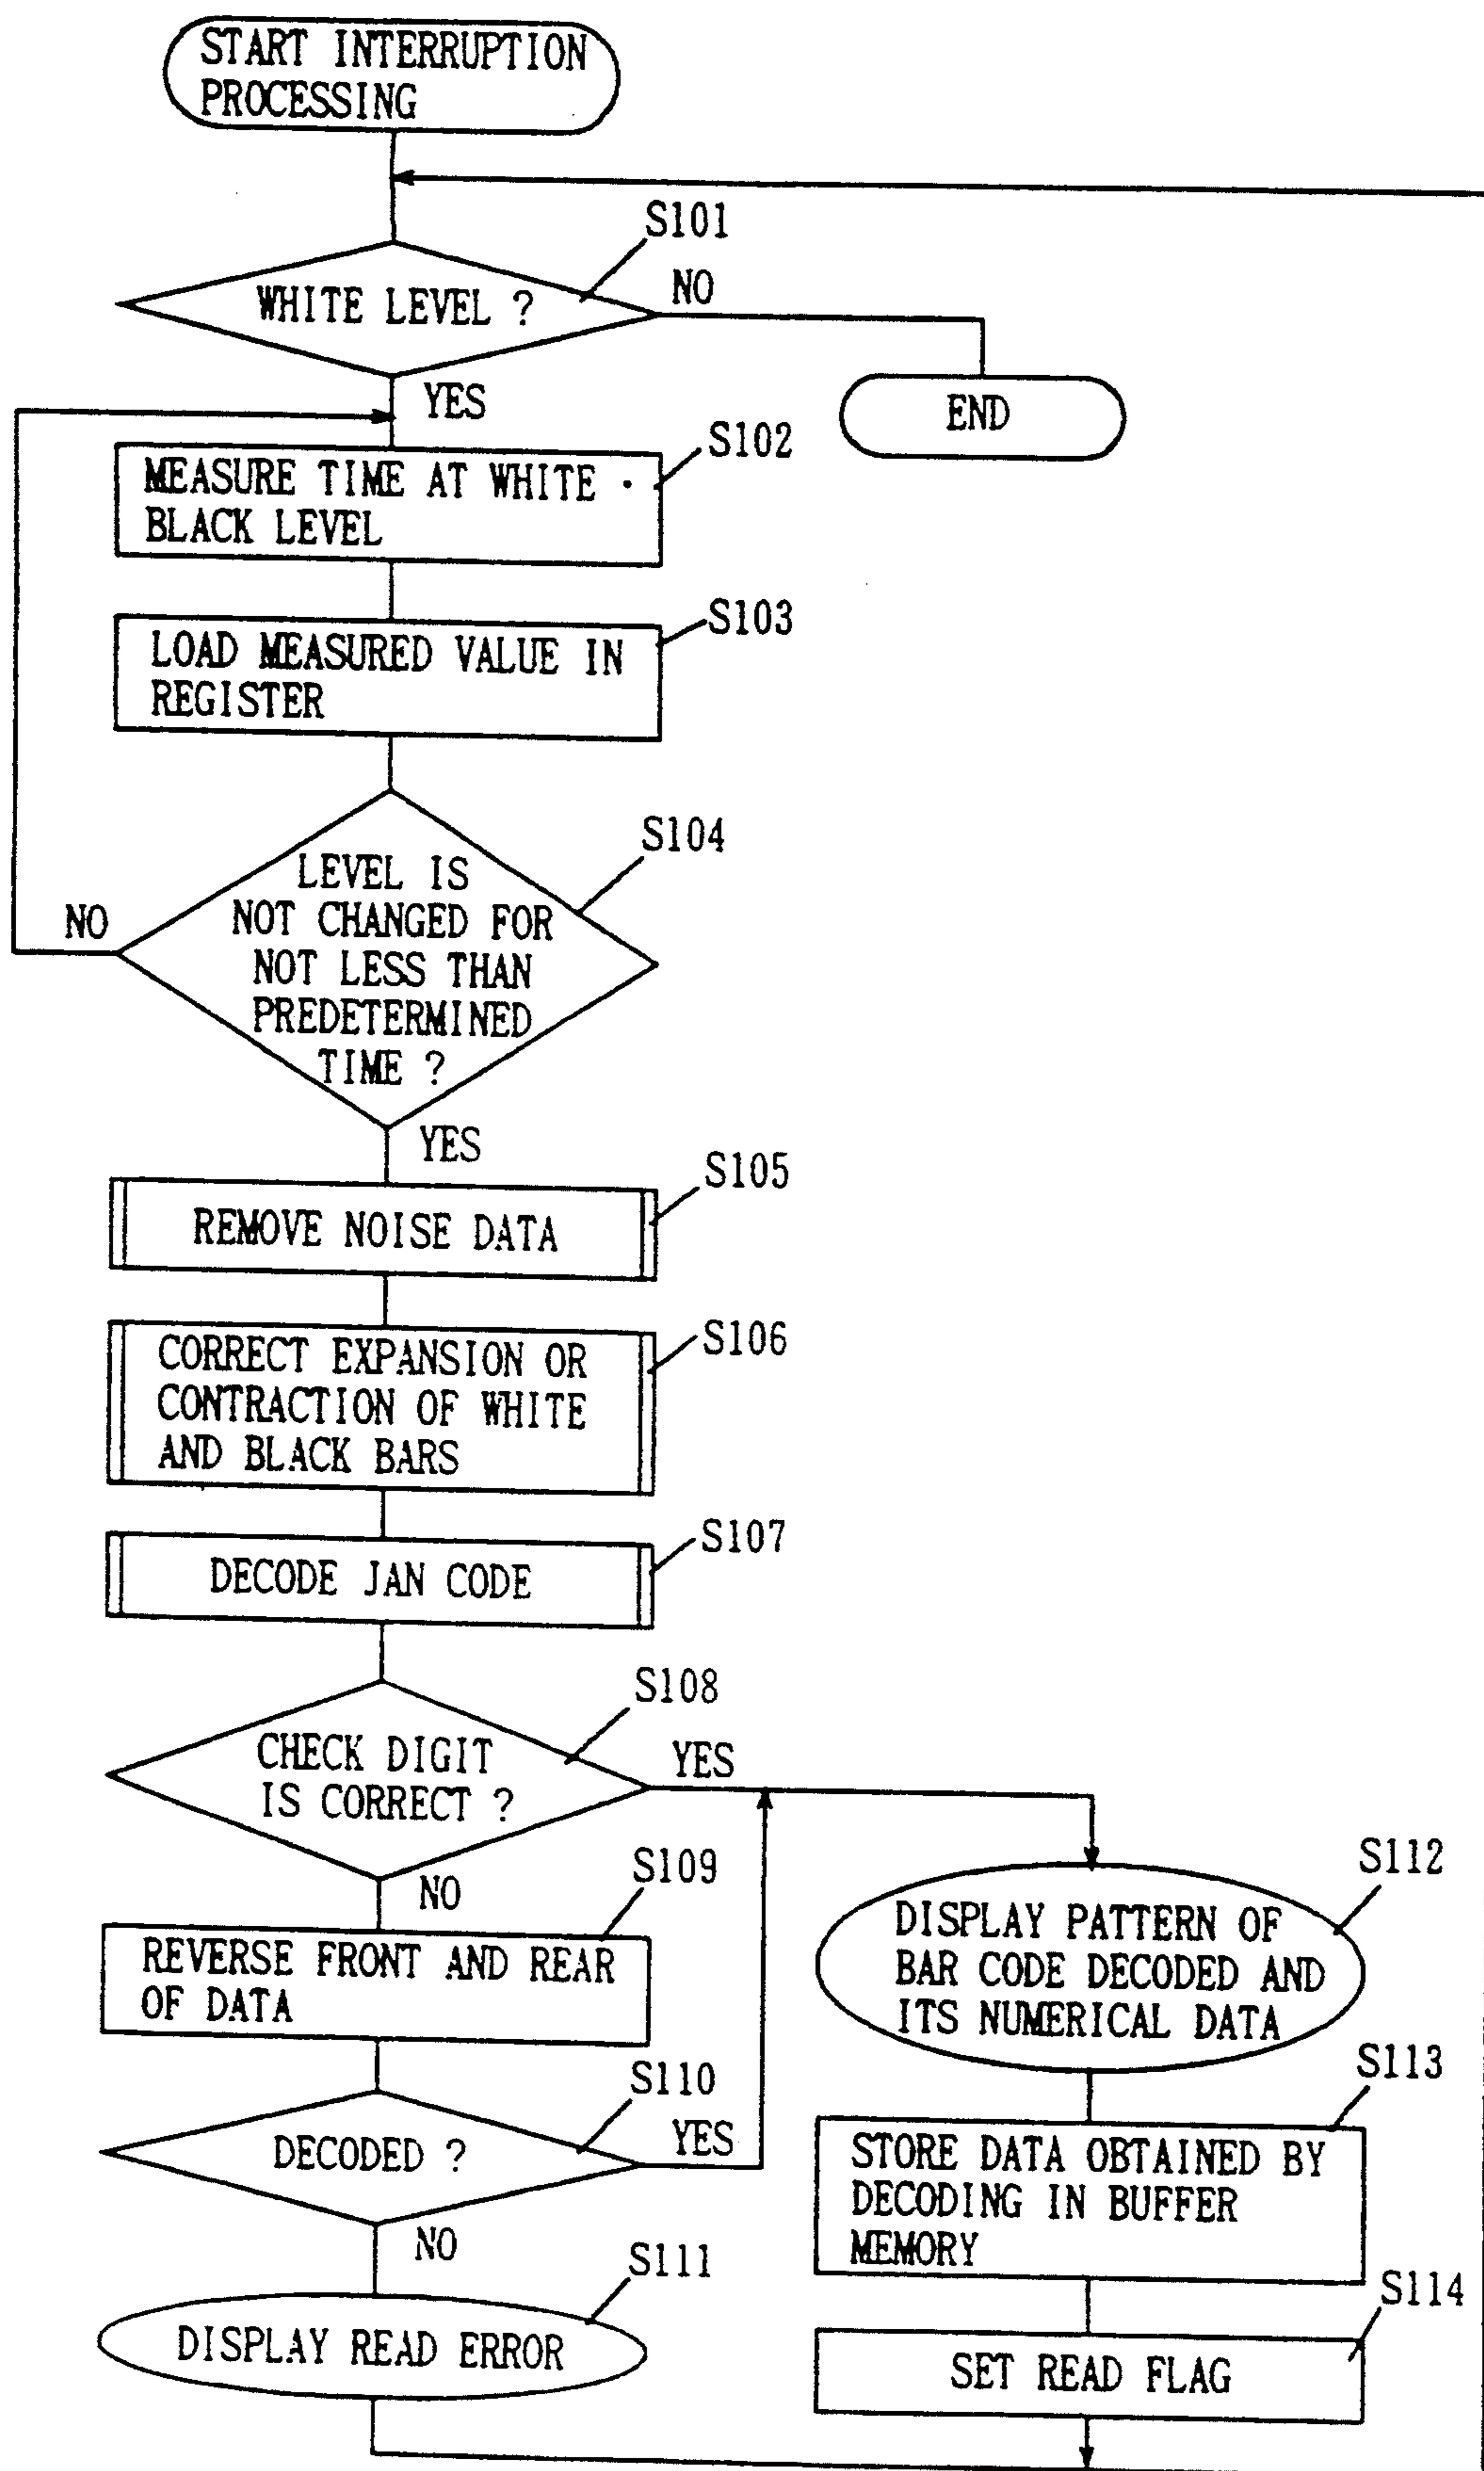 START INTERRUPTION
PROCESSING
S101
WHITE LEVEL ?
NO
YES
END
S102
MEASURE TIME AT WHITE ·
BLACK LEVEL
S103
LOAD MEASURED VALUE IN
REGISTER
S104
LEVEL IS
NOT CHANGED FOR
NOT LESS THAN
PREDETERMINED
TIME ?
NO
YES
S105
REMOVE NOISE DATA
S106
CORRECT EXPANSION OR
CONTRACTION OF WHITE
AND BLACK BARS
S107
DECODE JAN CODE
S108
CHECK DIGIT
IS CORRECT ?
YES
NO
S109
REVERSE FRONT AND REAR
OF DATA
S110
DECODED ?
YES
NO
S111
DISPLAY READ ERROR
S112
DISPLAY PATTERN OF
BAR CODE DECODED AND
ITS NUMERICAL DATA
S113
STORE DATA OBTAINED BY
DECODING IN BUFFER
MEMORY
S114
SET READ FLAG